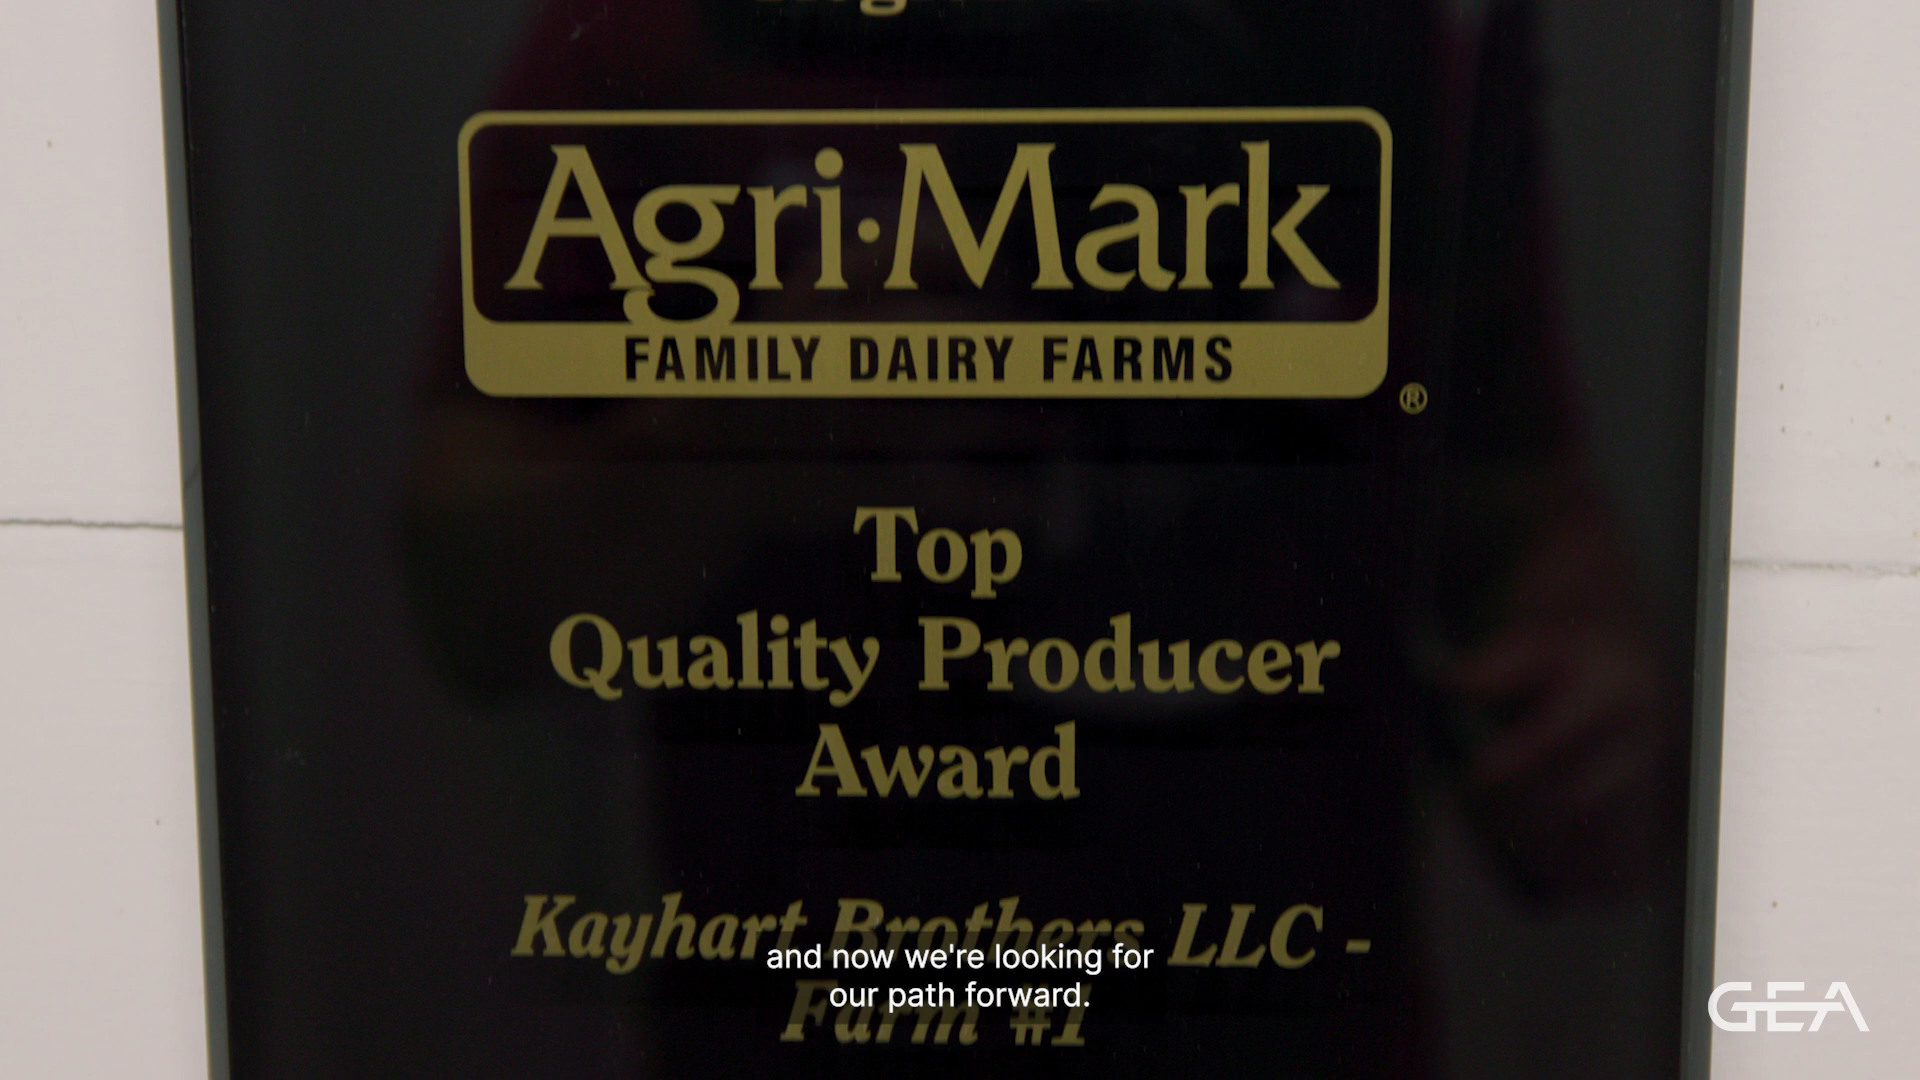 Agri·Mark
FAMILY DAIRY FARMS
®
Top
Quality Producer
Award
Kayhart Brothers LLC -
Farm #1
and now we're looking for
our path forward.
GEA